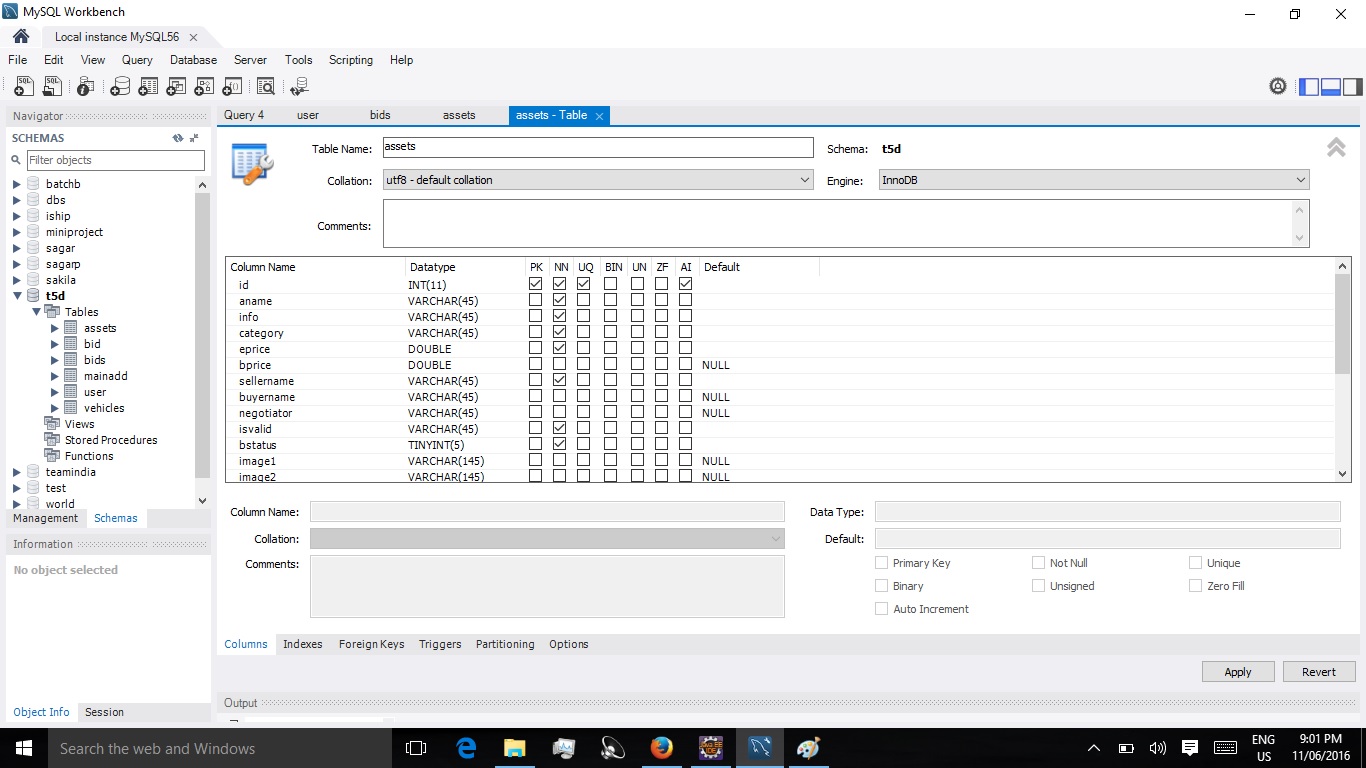 MySQL Workbench
Local instance MySQL56
File Edit View Query Database Server Tools Scripting Help
Navigator
SCHEMAS
Filter objects
batchb
dbs
iship
miniproject
sagar
sagarp
sakila
t5d
Tables
assets
bid
bids
mainadd
user
vehicles
Views
Stored Procedures
Functions
teamindia
test
world
Management Schemas
Information
No object selected
Object Info Session
Query 4 user bids assets assets - Table
Table Name: assets Schema: t5d
Collation: utf8 - default collation Engine: InnoDB
Comments:
Column Name Datatype PK NN UQ BIN UN ZF AI Default
id INT(11)
aname VARCHAR(45)
info VARCHAR(45)
category VARCHAR(45)
eprice DOUBLE
bprice DOUBLE NULL
sellername VARCHAR(45)
buyername VARCHAR(45) NULL
negotiator VARCHAR(45) NULL
isvalid VARCHAR(45)
bstatus TINYINT(5)
image1 VARCHAR(145) NULL
image2 VARCHAR(145) NULL
Column Name: Data Type:
Collation: Default:
Comments: Primary Key Not Null Unique
Binary Unsigned Zero Fill
Auto Increment
Columns Indexes Foreign Keys Triggers Partitioning Options
Apply Revert
Output
Search the web and Windows
ENG
US
9:01 PM
11/06/2016